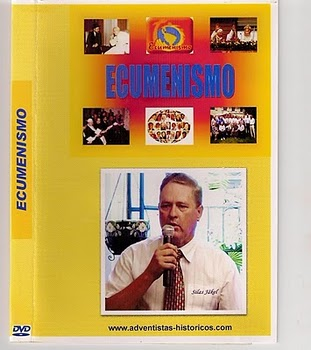 Ecumenismo
ECUMENISMO
ECUMENISMO
Silas Jäkel
www.adventistas-historicos.com
DVD